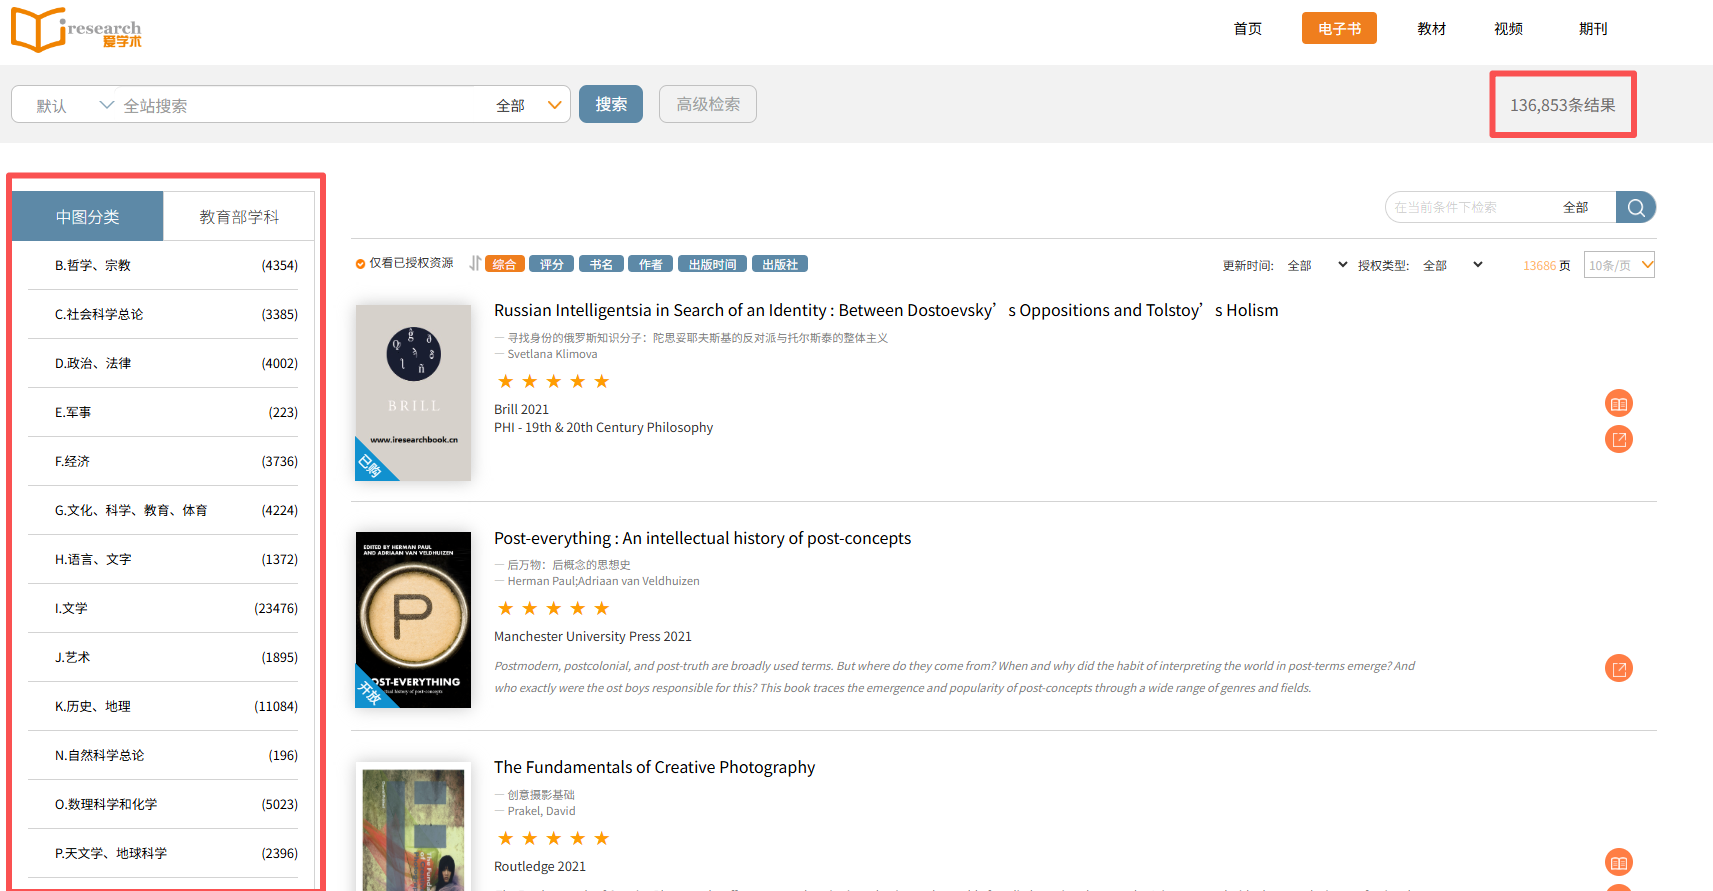 iresearch
爱学术
首页
电子书
教材
视频
期刊
默认
全站搜索
全部
搜索
高级检索
136,853条结果
中图分类
教育部学科
B.哲学、宗教 (4354)
C.社会科学总论 (3385)
D.政治、法律 (4002)
E.军事 (223)
F.经济 (3736)
G.文化、科学、教育、体育 (4224)
H.语言、文字 (1372)
I.文学 (23476)
J.艺术 (1895)
K.历史、地理 (11084)
N.自然科学总论 (196)
O.数理科学和化学 (5023)
P.天文学、地球科学 (2396)
在当前条件下检索
全部
仅看已授权资源
综合
评分
书名
作者
出版时间
出版社
更新时间: 全部
授权类型: 全部
13686 页
10条/页
BRILL
www.iresearchbook.cn
已购
Russian Intelligentsia in Search of an Identity : Between Dostoevsky’s Oppositions and Tolstoy’s Holism
— 寻找身份的俄罗斯知识分子：陀思妥耶夫斯基的反对派与托尔斯泰的整体主义
— Svetlana Klimova
Brill 2021
PHI - 19th & 20th Century Philosophy
EDITED BY HERMAN PAUL
AND ADRIAAN VAN VELDHUIZEN
P
OST-EVERYTHING
ctual history of post-concepts
开放
Post-everything : An intellectual history of post-concepts
— 后万物：后概念的思想史
— Herman Paul;Adriaan van Veldhuizen
Manchester University Press 2021
Postmodern, postcolonial, and post-truth are broadly used terms. But where do they come from? When and why did the habit of interpreting the world in post-terms emerge? And
who exactly were the ost boys responsible for this? This book traces the emergence and popularity of post-concepts through a wide range of genres and fields.
The Fundamentals of Creative Photography
— 创意摄影基础
— Prakel, David
Routledge 2021